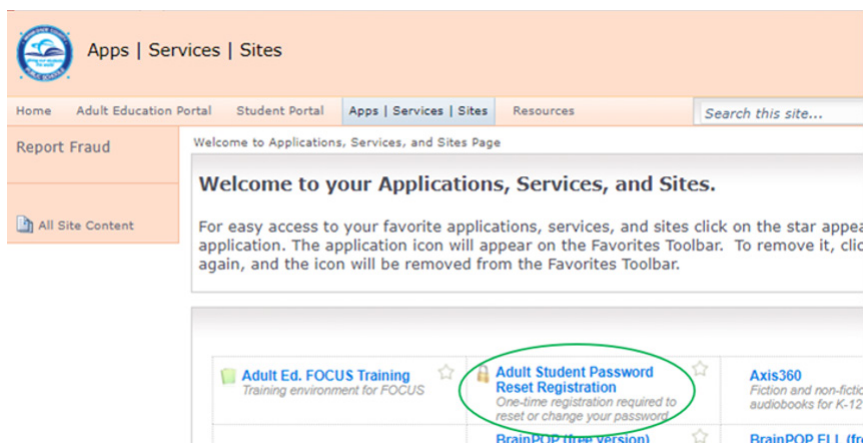 Apps | Services | Sites
Home Adult Education Portal Student Portal Apps | Services | Sites Resources Search this site...
Report Fraud
All Site Content
Welcome to Applications, Services, and Sites Page
Welcome to your Applications, Services, and Sites.
For easy access to your favorite applications, services, and sites click on the star appea
application. The application icon will appear on the Favorites Toolbar. To remove it, clic
again, and the icon will be removed from the Favorites Toolbar.
Adult Ed. FOCUS Training
Training environment for FOCUS
Adult Student Password
Reset Registration
One-time registration required to
reset or change your password
Axis360
Fiction and non-fictio
audiobooks for K-12
BrainPOP (free version)
BrainPOP ELL (fre